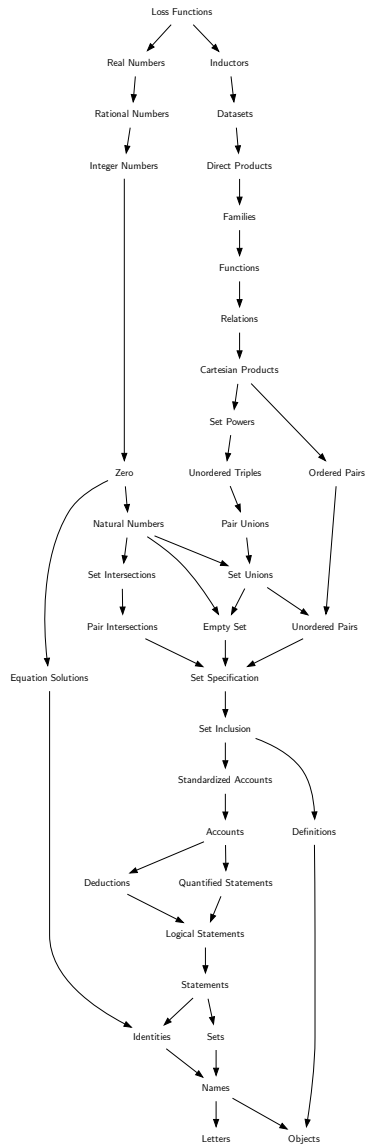 Loss Functions
Real Numbers
Inductors
Rational Numbers
Datasets
Integer Numbers
Direct Products
Families
Functions
Relations
Cartesian Products
Set Powers
Zero
Unordered Triples
Ordered Pairs
Natural Numbers
Pair Unions
Set Intersections
Set Unions
Pair Intersections
Empty Set
Unordered Pairs
Equation Solutions
Set Specification
Set Inclusion
Standardized Accounts
Accounts
Definitions
Deductions
Quantified Statements
Logical Statements
Statements
Identities
Sets
Names
Letters
Objects